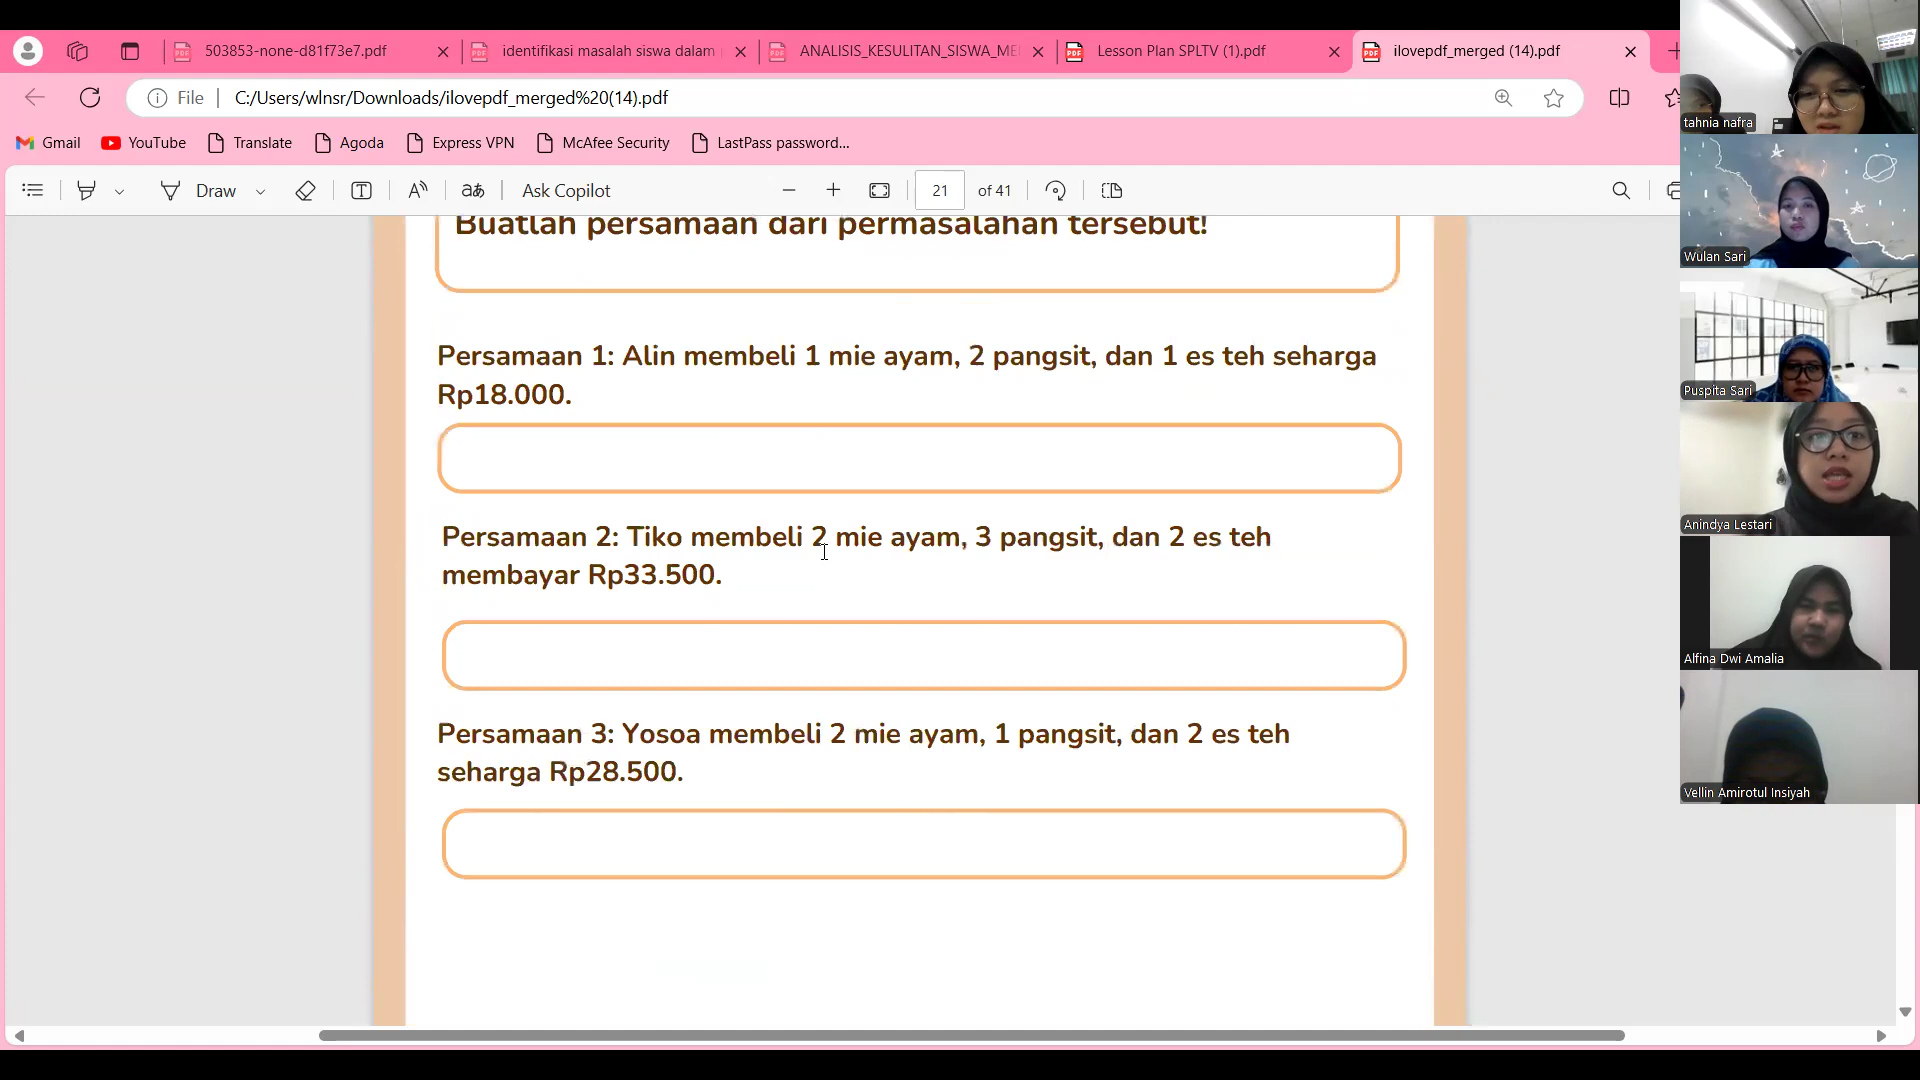 503853-none-d81f73e7.pdf
identifikasi masalah siswa dalam
ANALISIS_KESULITAN_SISWA_ME
Lesson Plan SPLTV (1).pdf
ilovepdf_merged (14).pdf
File
C:/Users/wlnsr/Downloads/ilovepdf_merged%20(14).pdf
Gmail
YouTube
Translate
Agoda
Express VPN
McAfee Security
LastPass password...
Draw
Ask Copilot
21
of 41
Buatlah persamaan dari permasalahan tersebut!
Persamaan 1: Alin membeli 1 mie ayam, 2 pangsit, dan 1 es teh seharga
Rp18.000.
Persamaan 2: Tiko membeli 2 mie ayam, 3 pangsit, dan 2 es teh
membayar Rp33.500.
Persamaan 3: Yosoa membeli 2 mie ayam, 1 pangsit, dan 2 es teh
seharga Rp28.500.
tahnia nafra
Wulan Sari
Puspita Sari
Anindya Lestari
Alfina Dwi Amalia
Vellin Amirotul Insiyah